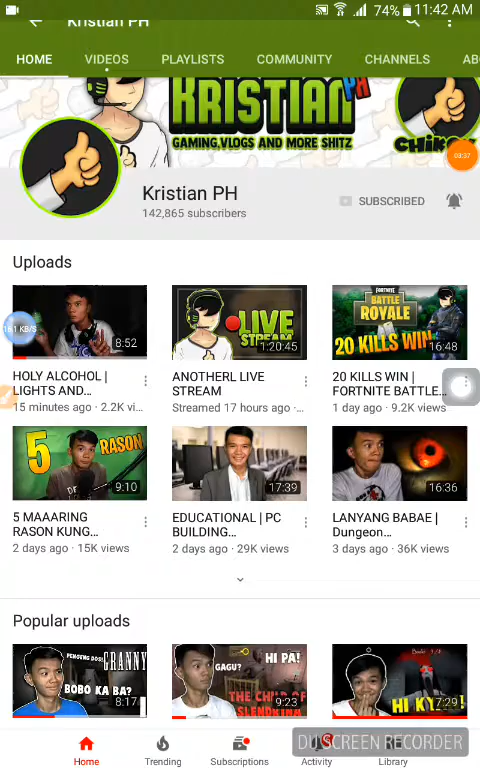 74% 11:42 AM
Kristian PH
HOME VIDEOS PLAYLISTS COMMUNITY CHANNELS AB
KRISTIAN PH
GAMING,VLOGS AND MORE SHITZ
03:37
Kristian PH
142,865 subscribers
SUBSCRIBED
Uploads
8:52
LIVE STREAM
1:20:45
FORTNITE
BATTLE ROYALE
20 KILLS WIN
16:48
HOLY ALCOHOL |
LIGHTS AND...
15 minutes ago · 2.2K vi...
ANOTHERL LIVE
STREAM
Streamed 17 hours ago ·...
20 KILLS WIN |
FORTNITE BATTLE...
1 day ago · 9.2K views
5 RASON
9:10
17:39
16:36
5 MAAARING
RASON KUNG...
2 days ago · 15K views
EDUCATIONAL | PC
BUILDING...
2 days ago · 29K views
LANYANG BABAE |
Dungeon...
3 days ago · 36K views
Popular uploads
GRANNY
BOBO KA BA?
8:17
GAGU?
HI PA!
THE CHILD OF
SLENDRINA
9:23
7:29
DU SCREEN RECORDER
Home Trending Subscriptions Activity Library